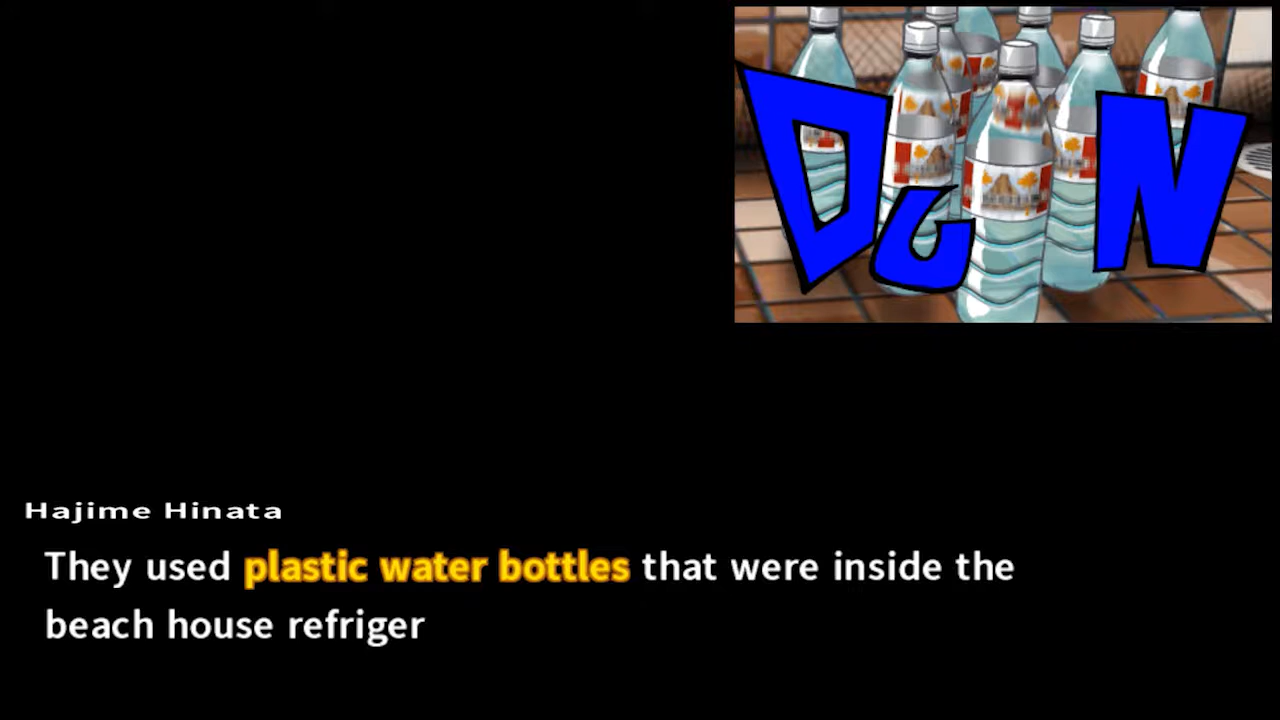 DUN
Hajime Hinata
They used plastic water bottles that were inside the
beach house refriger